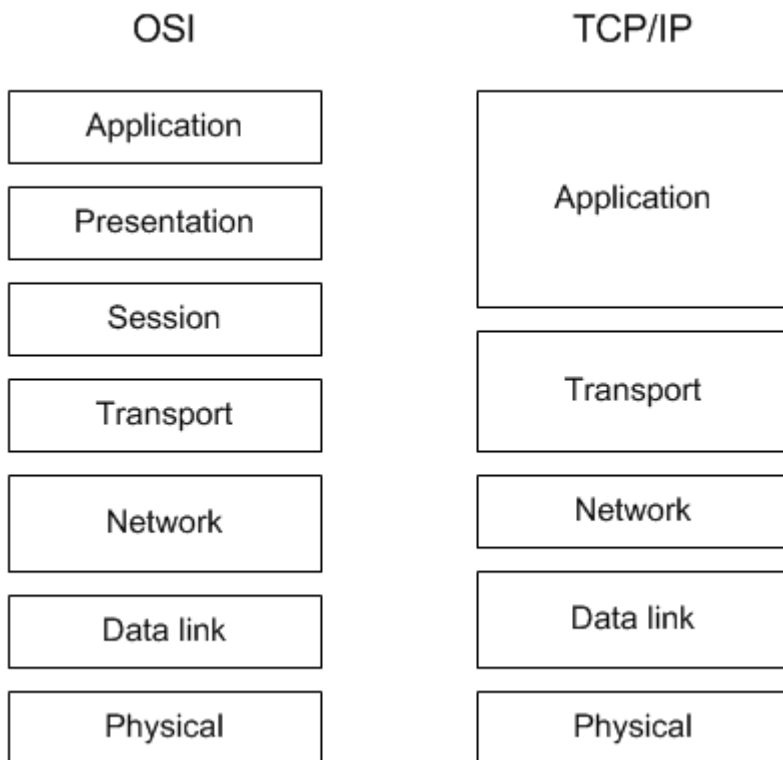 OSI
TCP/IP
Application
Presentation
Session
Transport
Network
Data link
Physical
Application
Transport
Network
Data link
Physical